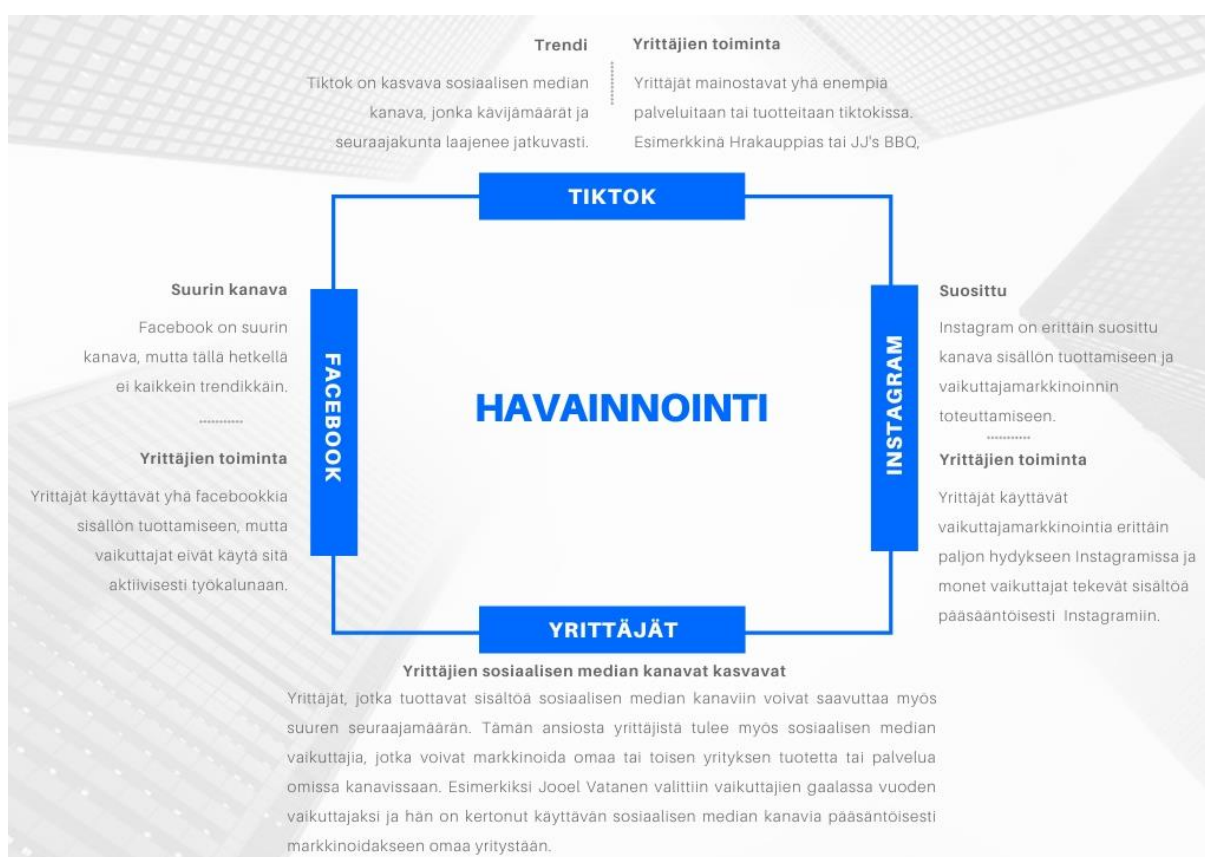 Trendi
Tiktok on kasvava sosiaalisen median
kanava, jonka kävijämäärät ja
seuraajakunta laajenee jatkuvasti.
Yrittäjien toiminta
Yrittäjät mainostavat yhä enempiä
palveluitaan tai tuotteitaan tiktokissa.
Esimerkkinä Hrakauppias tai JJ's BBQ,
TIKTOK
Suurin kanava
Facebook on suurin
kanava, mutta tällä hetkellä
ei kaikkein trendikkäin.
Yrittäjien toiminta
Yrittäjät käyttävät yhä facebookkia
sisällön tuottamiseen, mutta
vaikuttajat eivät käytä sitä
aktiivisesti työkalunaan.
FACEBOOK
HAVAINNOINTI
INSTAGRAM
Suosittu
Instagram on erittäin suosittu
kanava sisällön tuottamiseen ja
vaikuttajamarkkinoinnin
toteuttamiseen.
Yrittäjien toiminta
Yrittäjät käyttävät
vaikuttajamarkkinointia erittäin
paljon hydykseen Instagramissa ja
monet vaikuttajat tekevät sisältöä
pääsääntöisesti Instagramiin.
YRITTÄJÄT
Yrittäjien sosiaalisen median kanavat kasvavat
Yrittäjät, jotka tuottavat sisältöä sosiaalisen median kanaviin voivat saavuttaa myös
suuren seuraajamäärän. Tämän ansiosta yrittäjistä tulee myös sosiaalisen median
vaikuttajia, jotka voivat markkinoida omaa tai toisen yrityksen tuotetta tai palvelua
omissa kanavissaan. Esimerkiksi Jooel Vatanen valittiin vaikuttajien gaalassa vuoden
vaikuttajaksi ja hän on kertonut käyttävän sosiaalisen median kanavia pääsäntöisesti
markkinoidakseen omaa yritystään.